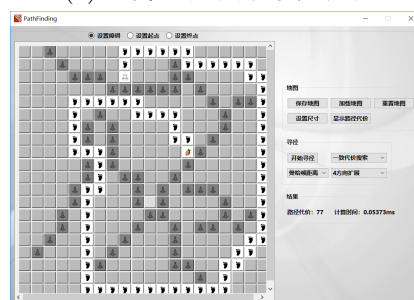 PathFinding
设置障碍 设置起点 设置终点
地图
保存地图 加载地图 重置地图
设置尺寸 显示路径代价
寻路
开始寻路 一致代价搜索
曼哈顿距离 4方向扩展
结果
路径代价：77 计算时间：0.05373ms